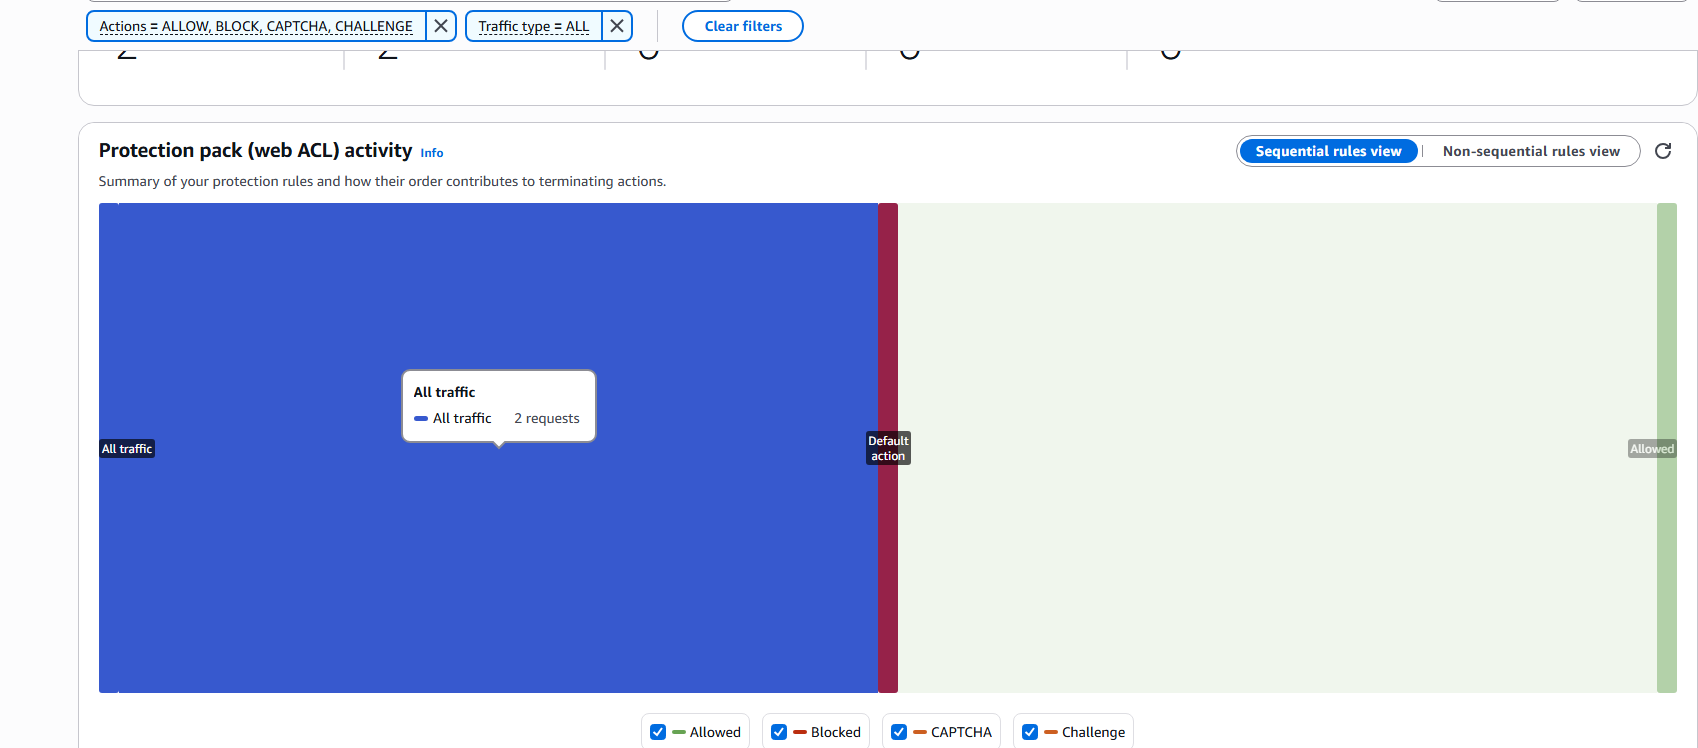 Actions = ALLOW, BLOCK, CAPTCHA, CHALLENGE
Traffic type = ALL
Clear filters
Protection pack (web ACL) activity Info
Sequential rules view
Non-sequential rules view
Summary of your protection rules and how their order contributes to terminating actions.
All traffic
All traffic 2 requests
All traffic
Default
action
Allowed
Allowed
Blocked
CAPTCHA
Challenge